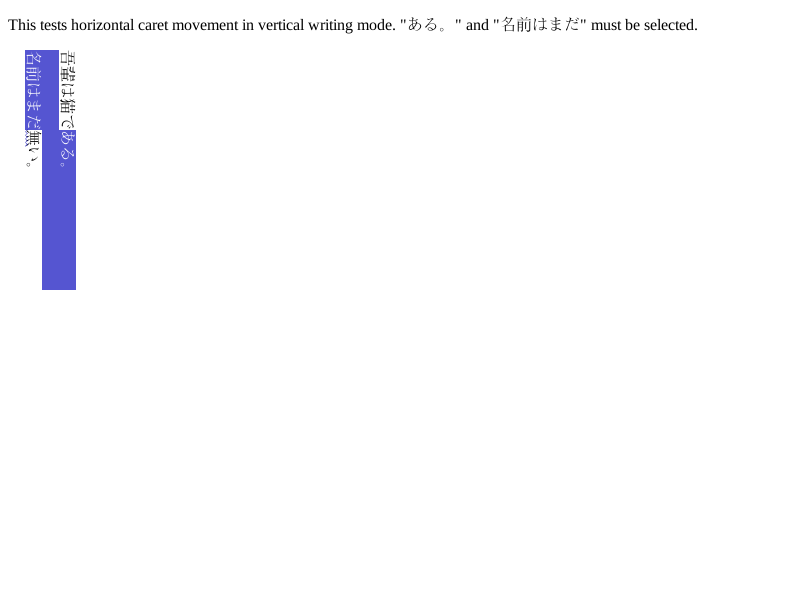 This tests horizontal caret movement in vertical writing mode. "ある。" and "名前はまだ" must be selected.
吾輩は猫である。
名前はまだ無い。